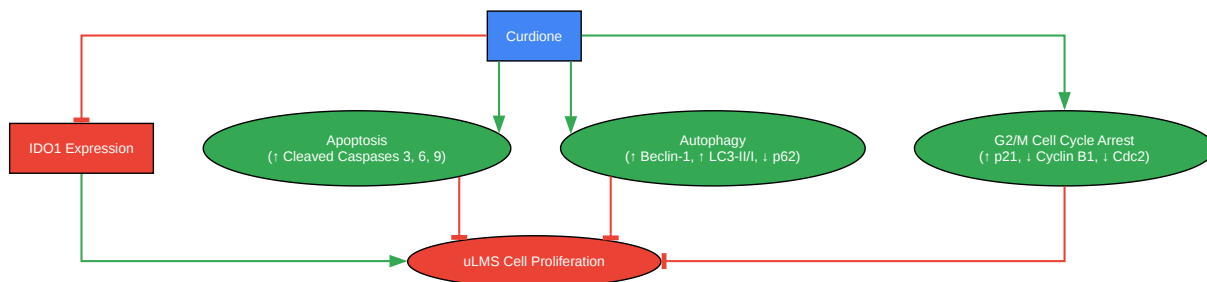 Curdione
IDO1 Expression
Apoptosis
(↑ Cleaved Caspases 3, 6, 9)
Autophagy
(↑ Beclin-1, ↑ LC3-II/I, ↓ p62)
G2/M Cell Cycle Arrest
(↑ p21, ↓ Cyclin B1, ↓ Cdc2)
uLMS Cell Proliferation